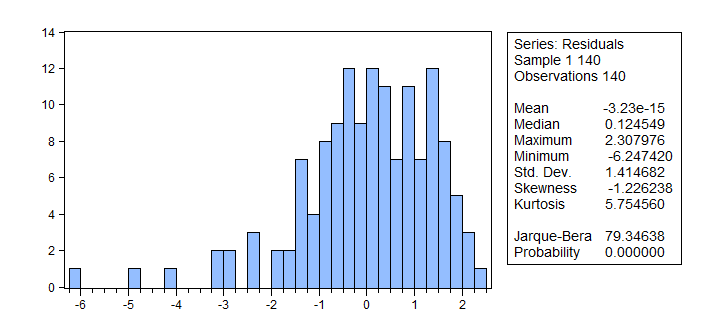 14
12
10
8
6
4
2
0
-6 -5 -4 -3 -2 -1 0 1 2
Series: Residuals
Sample 1 140
Observations 140
Mean -3.23e-15
Median 0.124549
Maximum 2.307976
Minimum -6.247420
Std. Dev. 1.414682
Skewness -1.226238
Kurtosis 5.754560
Jarque-Bera 79.34638
Probability 0.000000